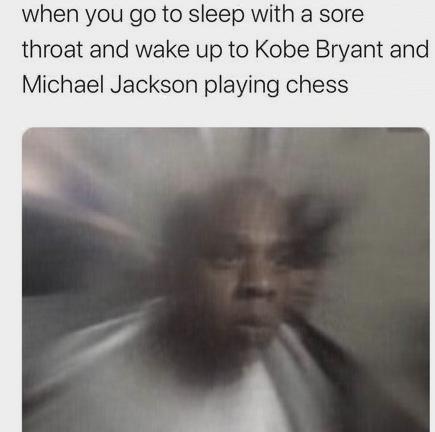 when you go to sleep with a sore
throat and wake up to Kobe Bryant and
Michael Jackson playing chess